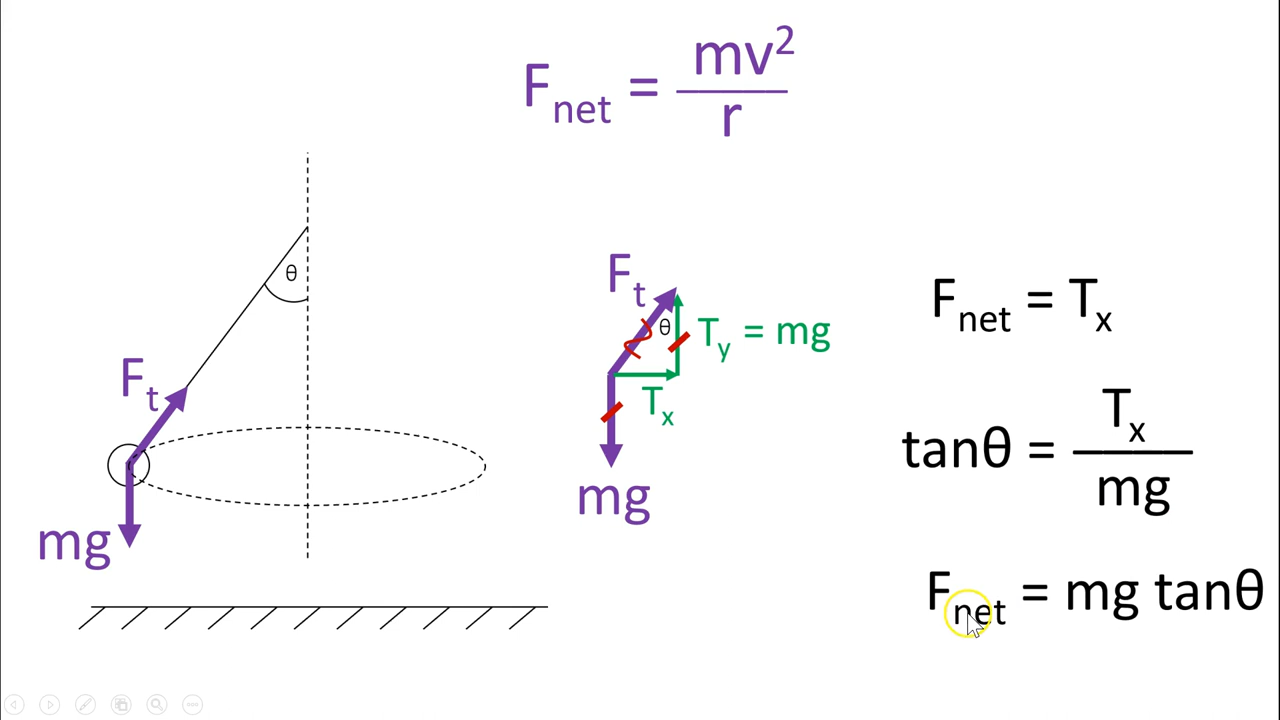 F_net = mv²/r
θ
F_t
mg
F_t
θ
T_y = mg
T_x
mg
F_net = T_x
tanθ = T_x/mg
F_net = mg tanθ